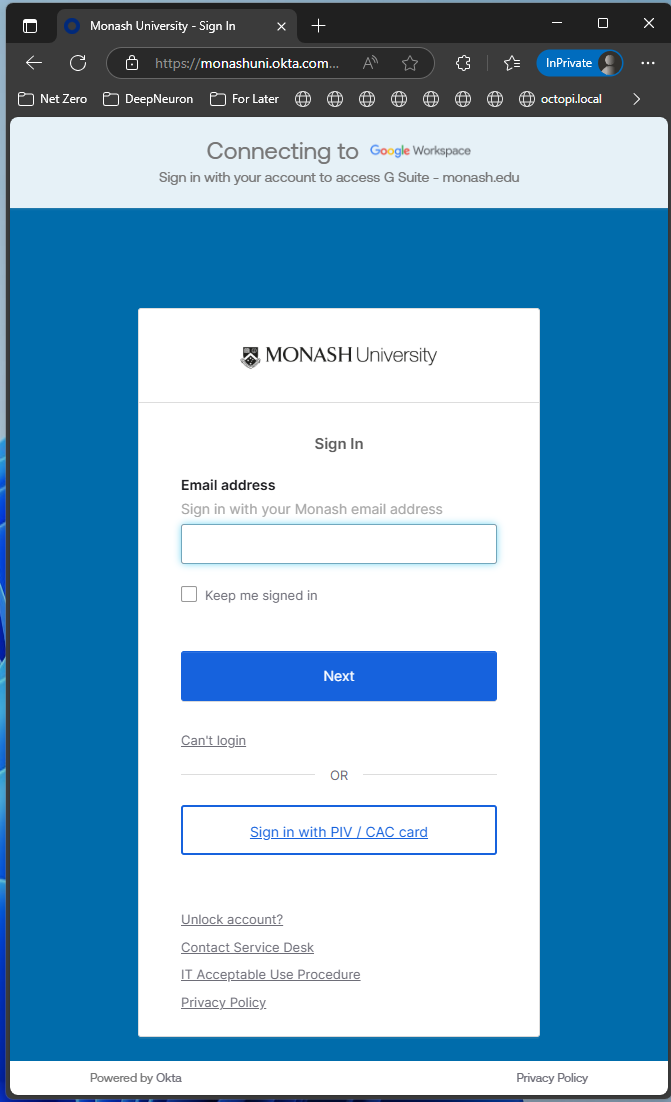 Monash University - Sign In
https://monashuni.okta.com...
InPrivate
Net Zero
DeepNeuron
For Later
octopi.local
Connecting to Google Workspace
Sign in with your account to access G Suite - monash.edu
MONASH University
Sign In
Email address
Sign in with your Monash email address
Keep me signed in
Next
Can't login
OR
Sign in with PIV / CAC card
Unlock account?
Contact Service Desk
IT Acceptable Use Procedure
Privacy Policy
Powered by Okta
Privacy Policy